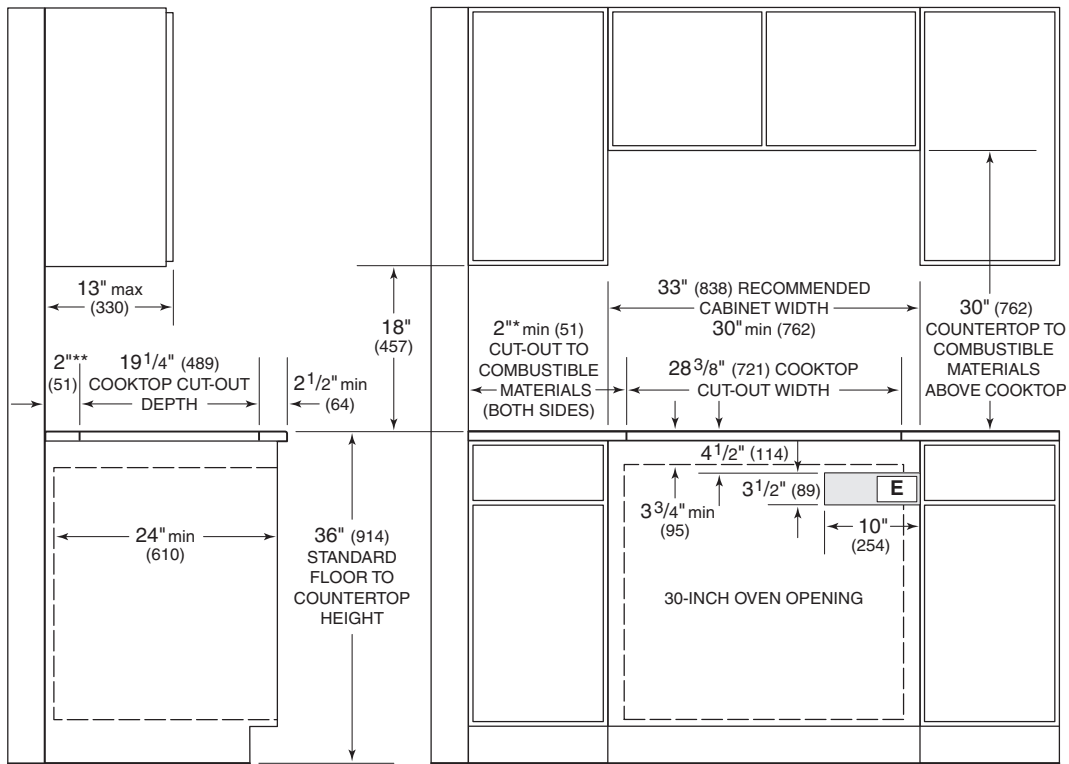 13" max
(330)
2"**
(51)
19 1/4" (489)
COOKTOP CUT-OUT
DEPTH
2 1/2" min
(64)
24" min
(610)
36" (914)
STANDARD
FLOOR TO
COUNTERTOP
HEIGHT
18"
(457)
2"* min (51)
CUT-OUT TO
COMBUSTIBLE
MATERIALS
(BOTH SIDES)
33" (838) RECOMMENDED
CABINET WIDTH
30" min (762)
28 3/8" (721) COOKTOP
CUT-OUT WIDTH
30" (762)
COUNTERTOP TO
COMBUSTIBLE
MATERIALS
ABOVE COOKTOP
4 1/2" (114)
3 1/2" (89)
E
3 3/4" min
(95)
10"
(254)
30-INCH OVEN OPENING